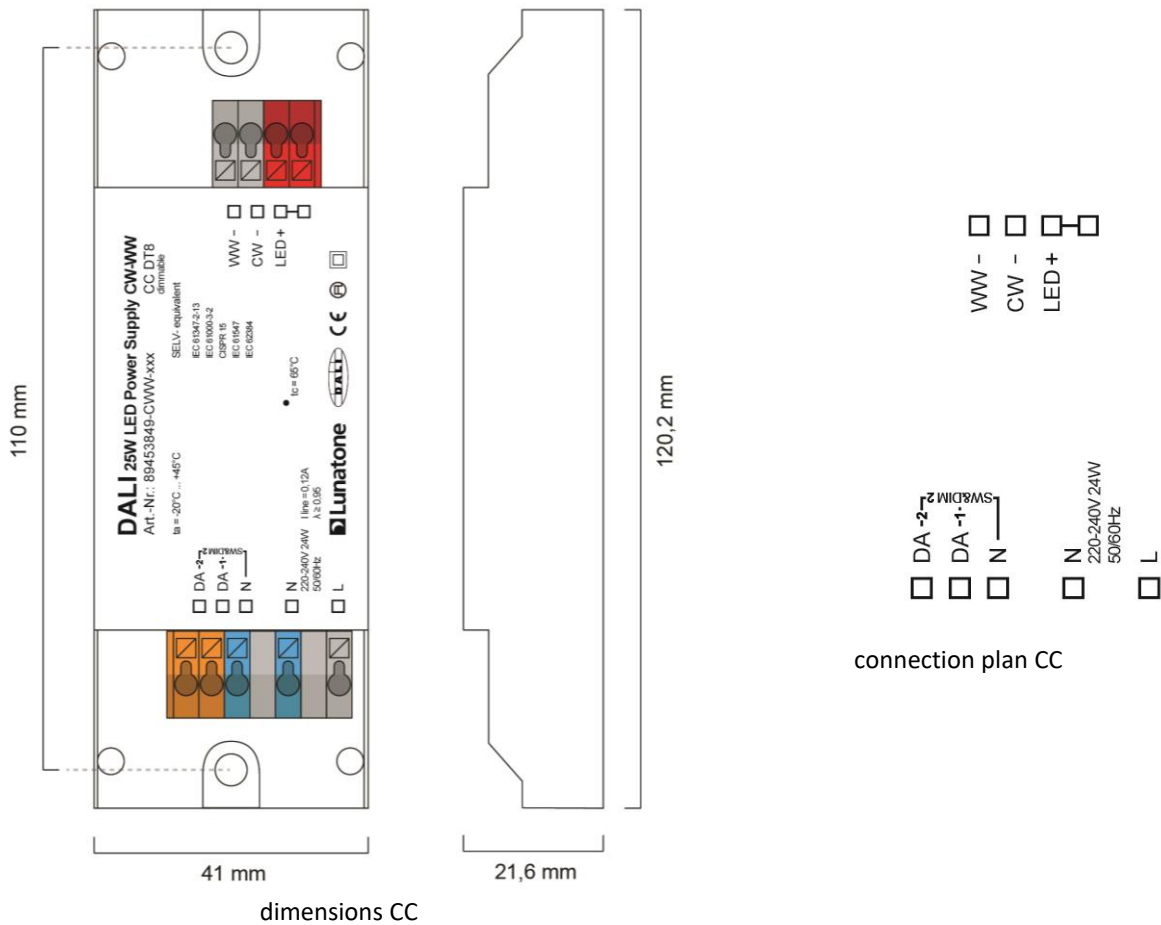 DALI 25W LED Power Supply CW-WW
CC DT8
dimmable
Art.-Nr.: 89453849-CWW-xxx
SELV- equivalent
IEC 61347-2-13
IEC 61000-3-2
CISPR 15
IEC 61547
IEC 62384
ta = -20°C ... +45°C
tc = 65°C
WW -
CW -
LED +
DA -2-
DA -1-
N
SW&DIM 2
N
220-240V 24W
50/60Hz
I line = 0,12A
λ ≥ 0.95
L
Lunatone
DALI
CE
110 mm
41 mm
120,2 mm
21,6 mm
dimensions CC
WW -
CW -
LED +
DA -2-
DA -1-
N
SW&DIM 2
N
220-240V 24W
50/60Hz
L
connection plan CC